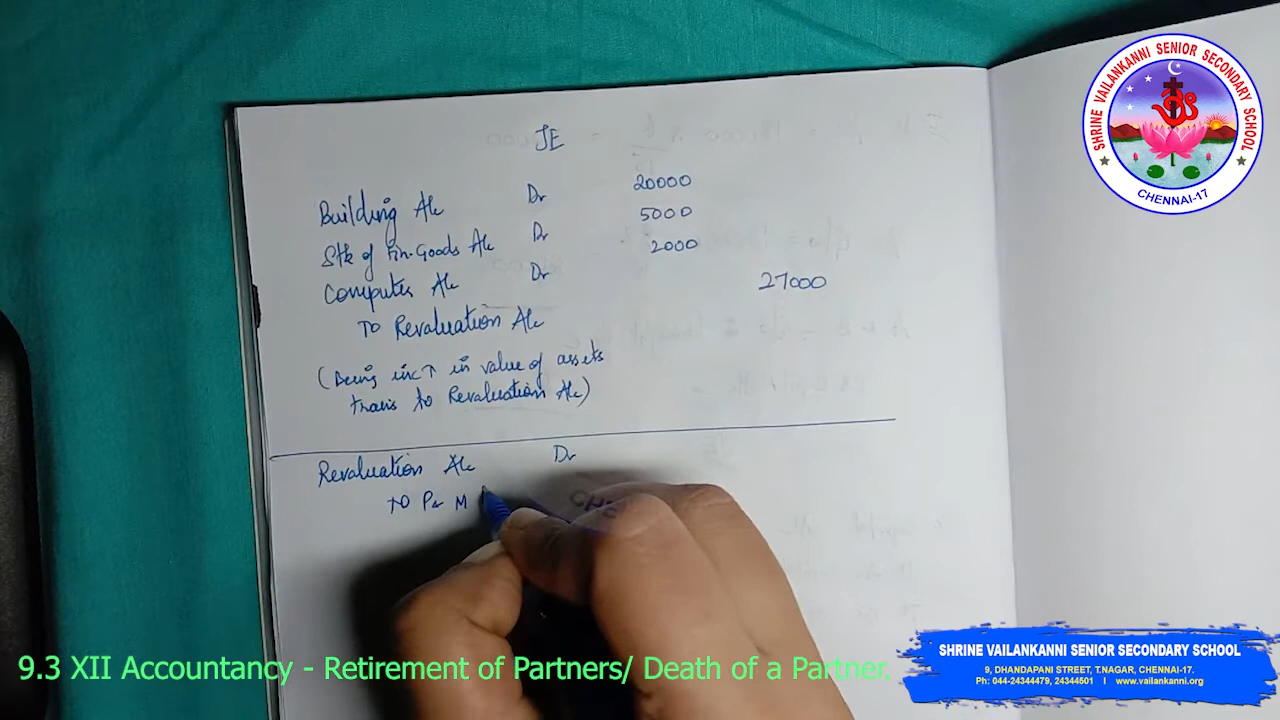 JE
Building A/c Dr 20000
Stk of Fin. Goods A/c Dr 5000
Computer A/c Dr 2000
To Revaluation A/c 27000
(Being inc↑ in value of assets
trans to Revaluation A/c)
Revaluation A/c Dr
To P& M
SHRINE VAILANKANNI SENIOR SECONDARY SCHOOL
CHENNAI-17
9.3 XII Accountancy - Retirement of Partners/ Death of a Partner.
SHRINE VAILANKANNI SENIOR SECONDARY SCHOOL
9, DHANDAPANI STREET, T.NAGAR, CHENNAI-17.
Ph: 044-24344479, 24344501 I www.vailankanni.org